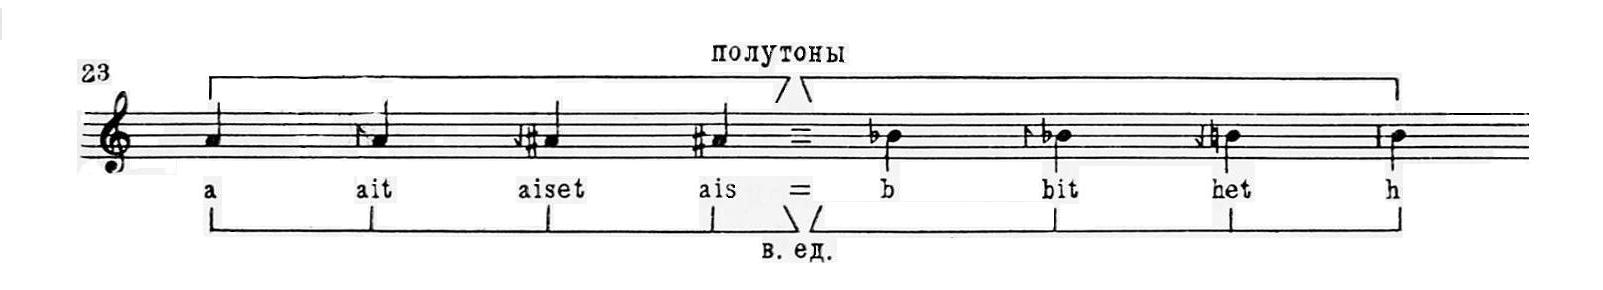 полутоны
23
a ait aiset ais = b bit het h
в. ед.